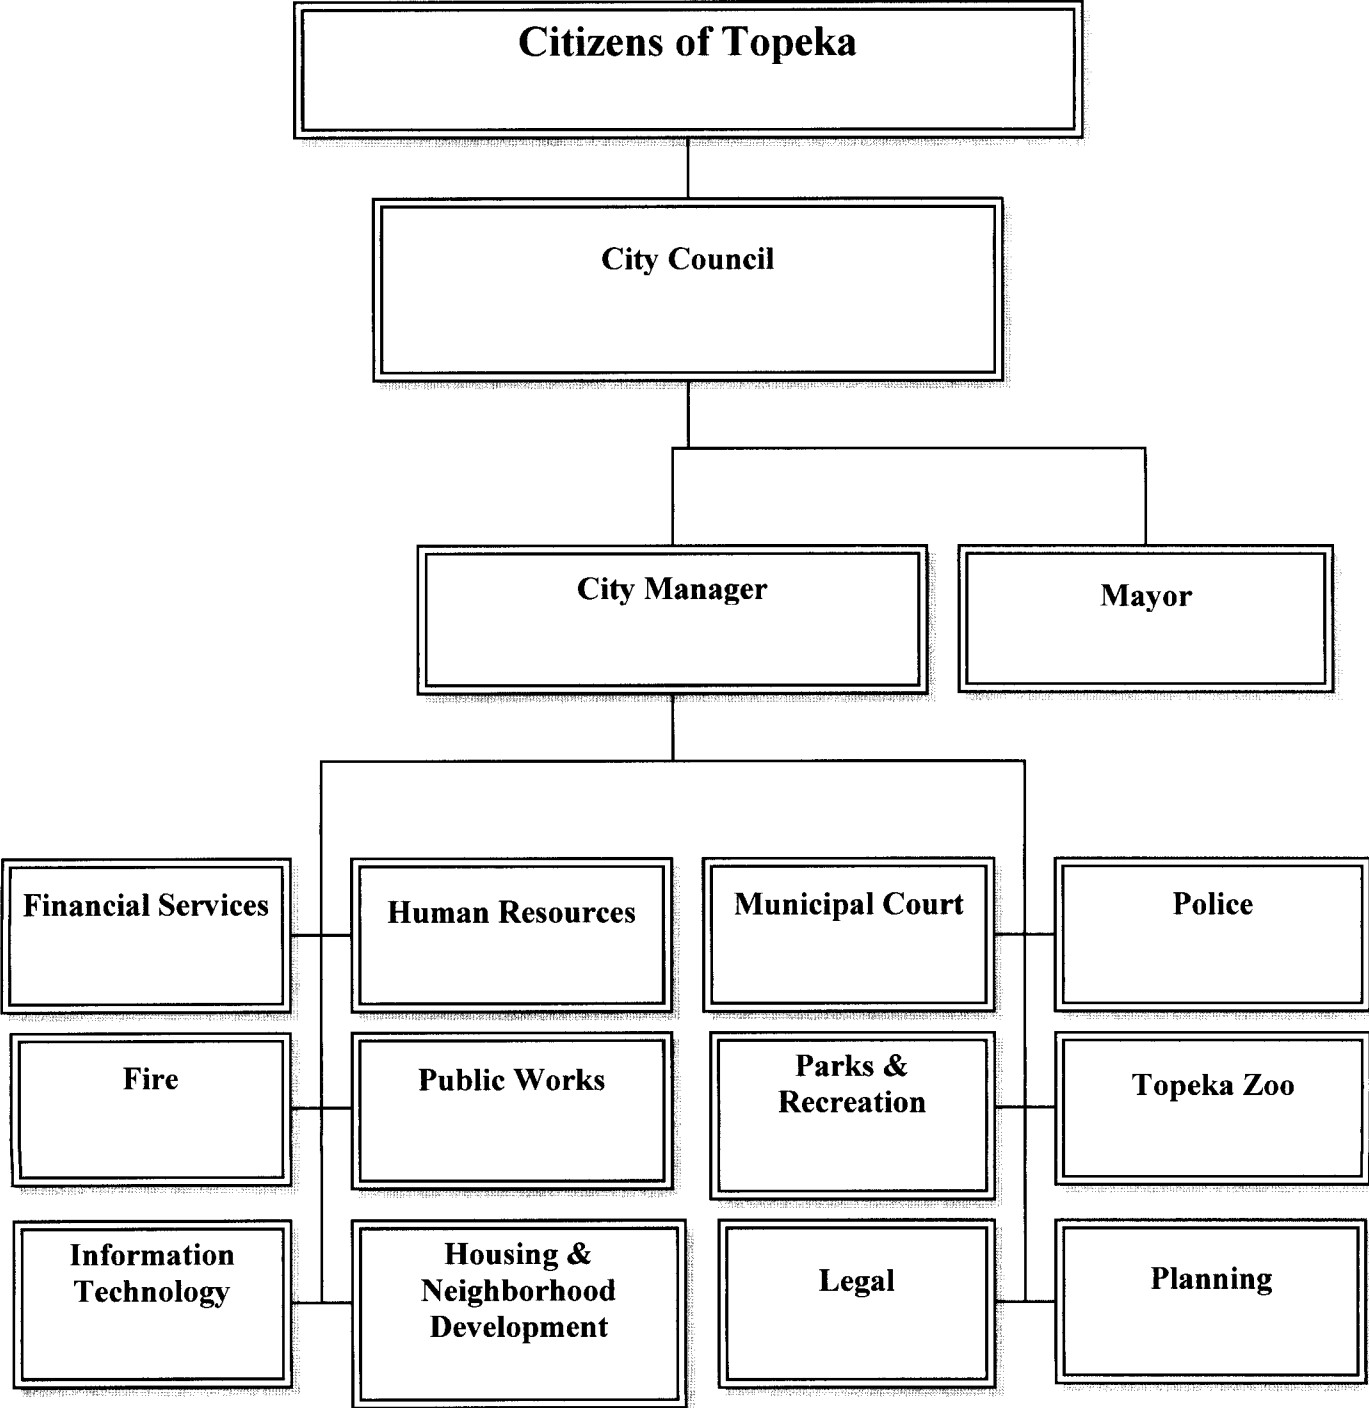 Citizens of Topeka
City Council
City Manager
Mayor
Financial Services
Human Resources
Municipal Court
Police
Fire
Public Works
Parks &
Recreation
Topeka Zoo
Information
Technology
Housing &
Neighborhood
Development
Legal
Planning